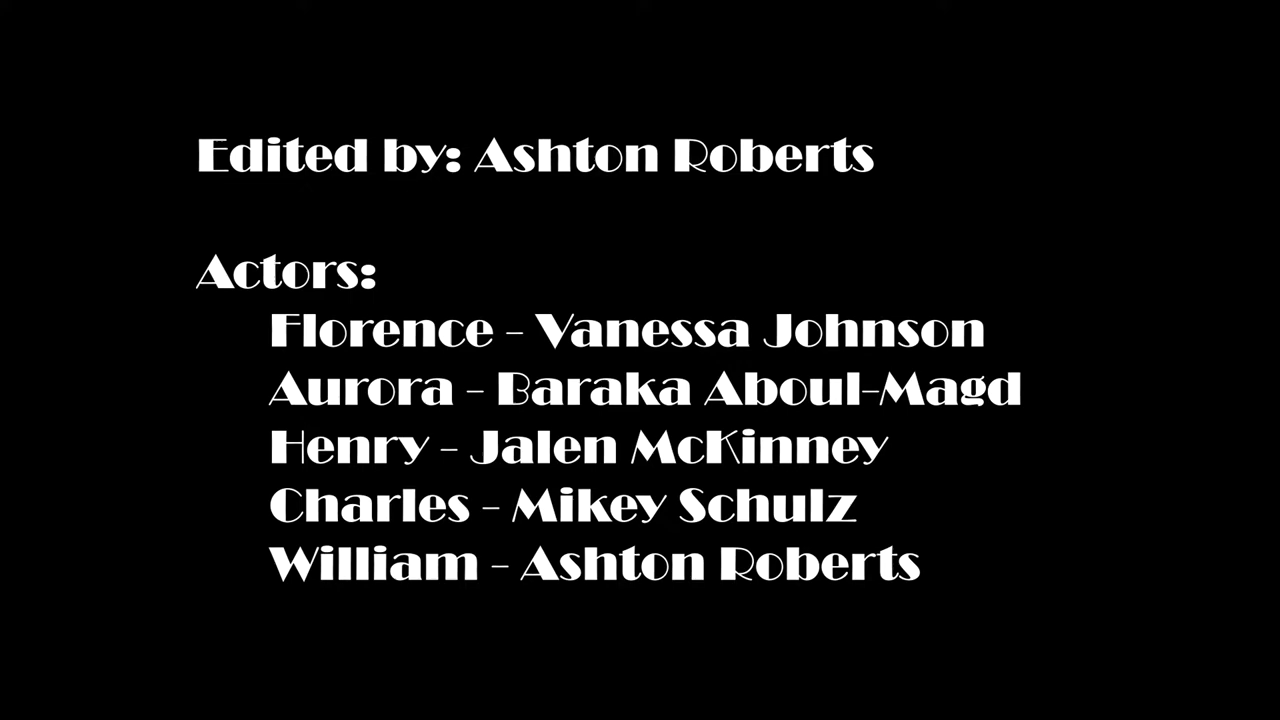 Edited by: Ashton Roberts
Actors:
Florence - Vanessa Johnson
Aurora - Baraka Aboul-Magd
Henry - Jalen McKinney
Charles - Mikey Schulz
William - Ashton Roberts